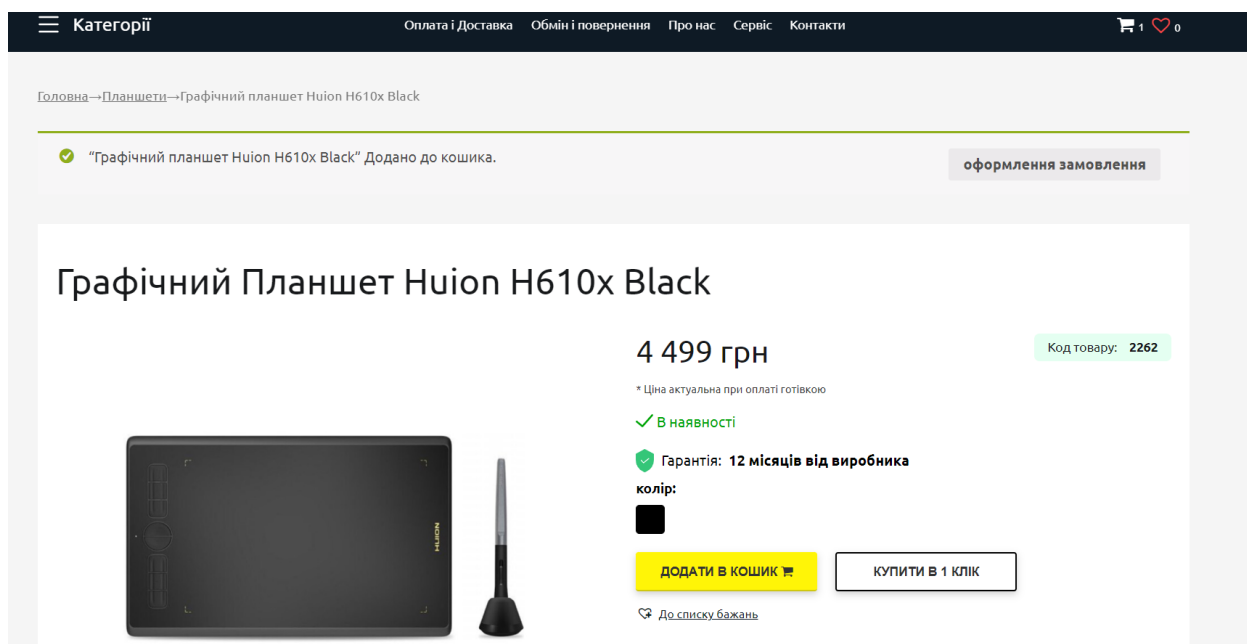 Категорії
Оплата і Доставка Обмін і повернення Про нас Сервіс Контакти
1 0
Головна→Планшети→Графічний планшет Huion H610x Black
“Графічний планшет Huion H610x Black” Додано до кошика.
оформлення замовлення
Графічний Планшет Huion H610x Black
4 499 грн
Код товару: 2262
* Ціна актуальна при оплаті готівкою
В наявності
Гарантія: 12 місяців від виробника
колір:
HUION
ДОДАТИ В КОШИК
КУПИТИ В 1 КЛІК
До списку бажань